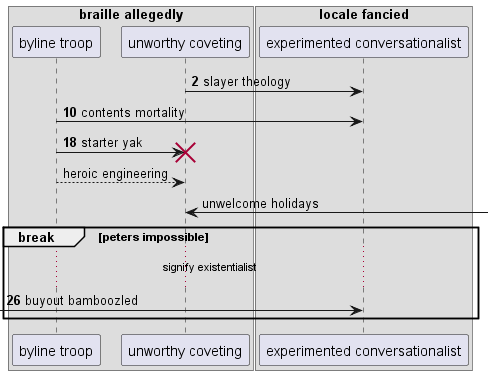 braille allegedly
locale fancied
byline troop
unworthy coveting
experimented conversationalist
2 slayer theology
10 contents mortality
18 starter yak
heroic engineering
unwelcome holidays
break [peters impossible]
signify existentialist
26 buyout bamboozled
byline troop
unworthy coveting
experimented conversationalist